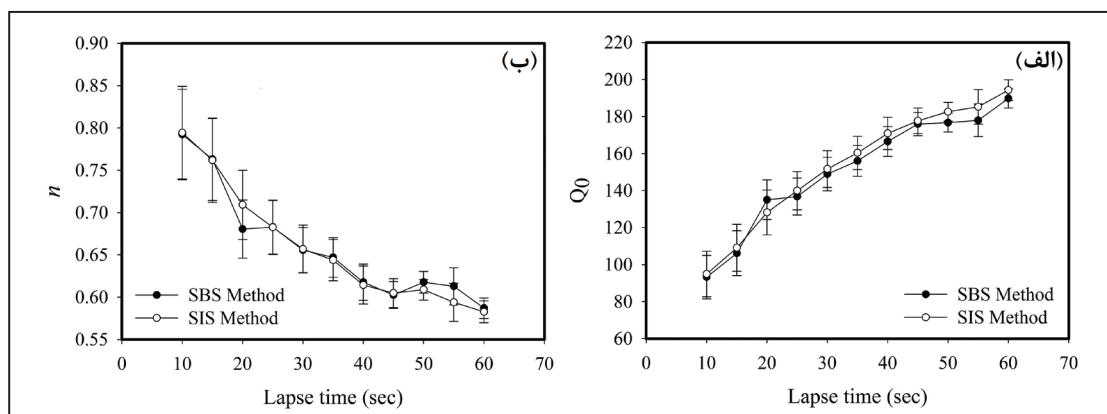 (ب)
n
0.90
0.85
0.80
0.75
0.70
0.65
0.60
0.55
SBS Method
SIS Method
0 10 20 30 40 50 60 70
Lapse time (sec)
(الف)
Q0
220
200
180
160
140
120
100
80
60
SBS Method
SIS Method
0 10 20 30 40 50 60 70
Lapse time (sec)